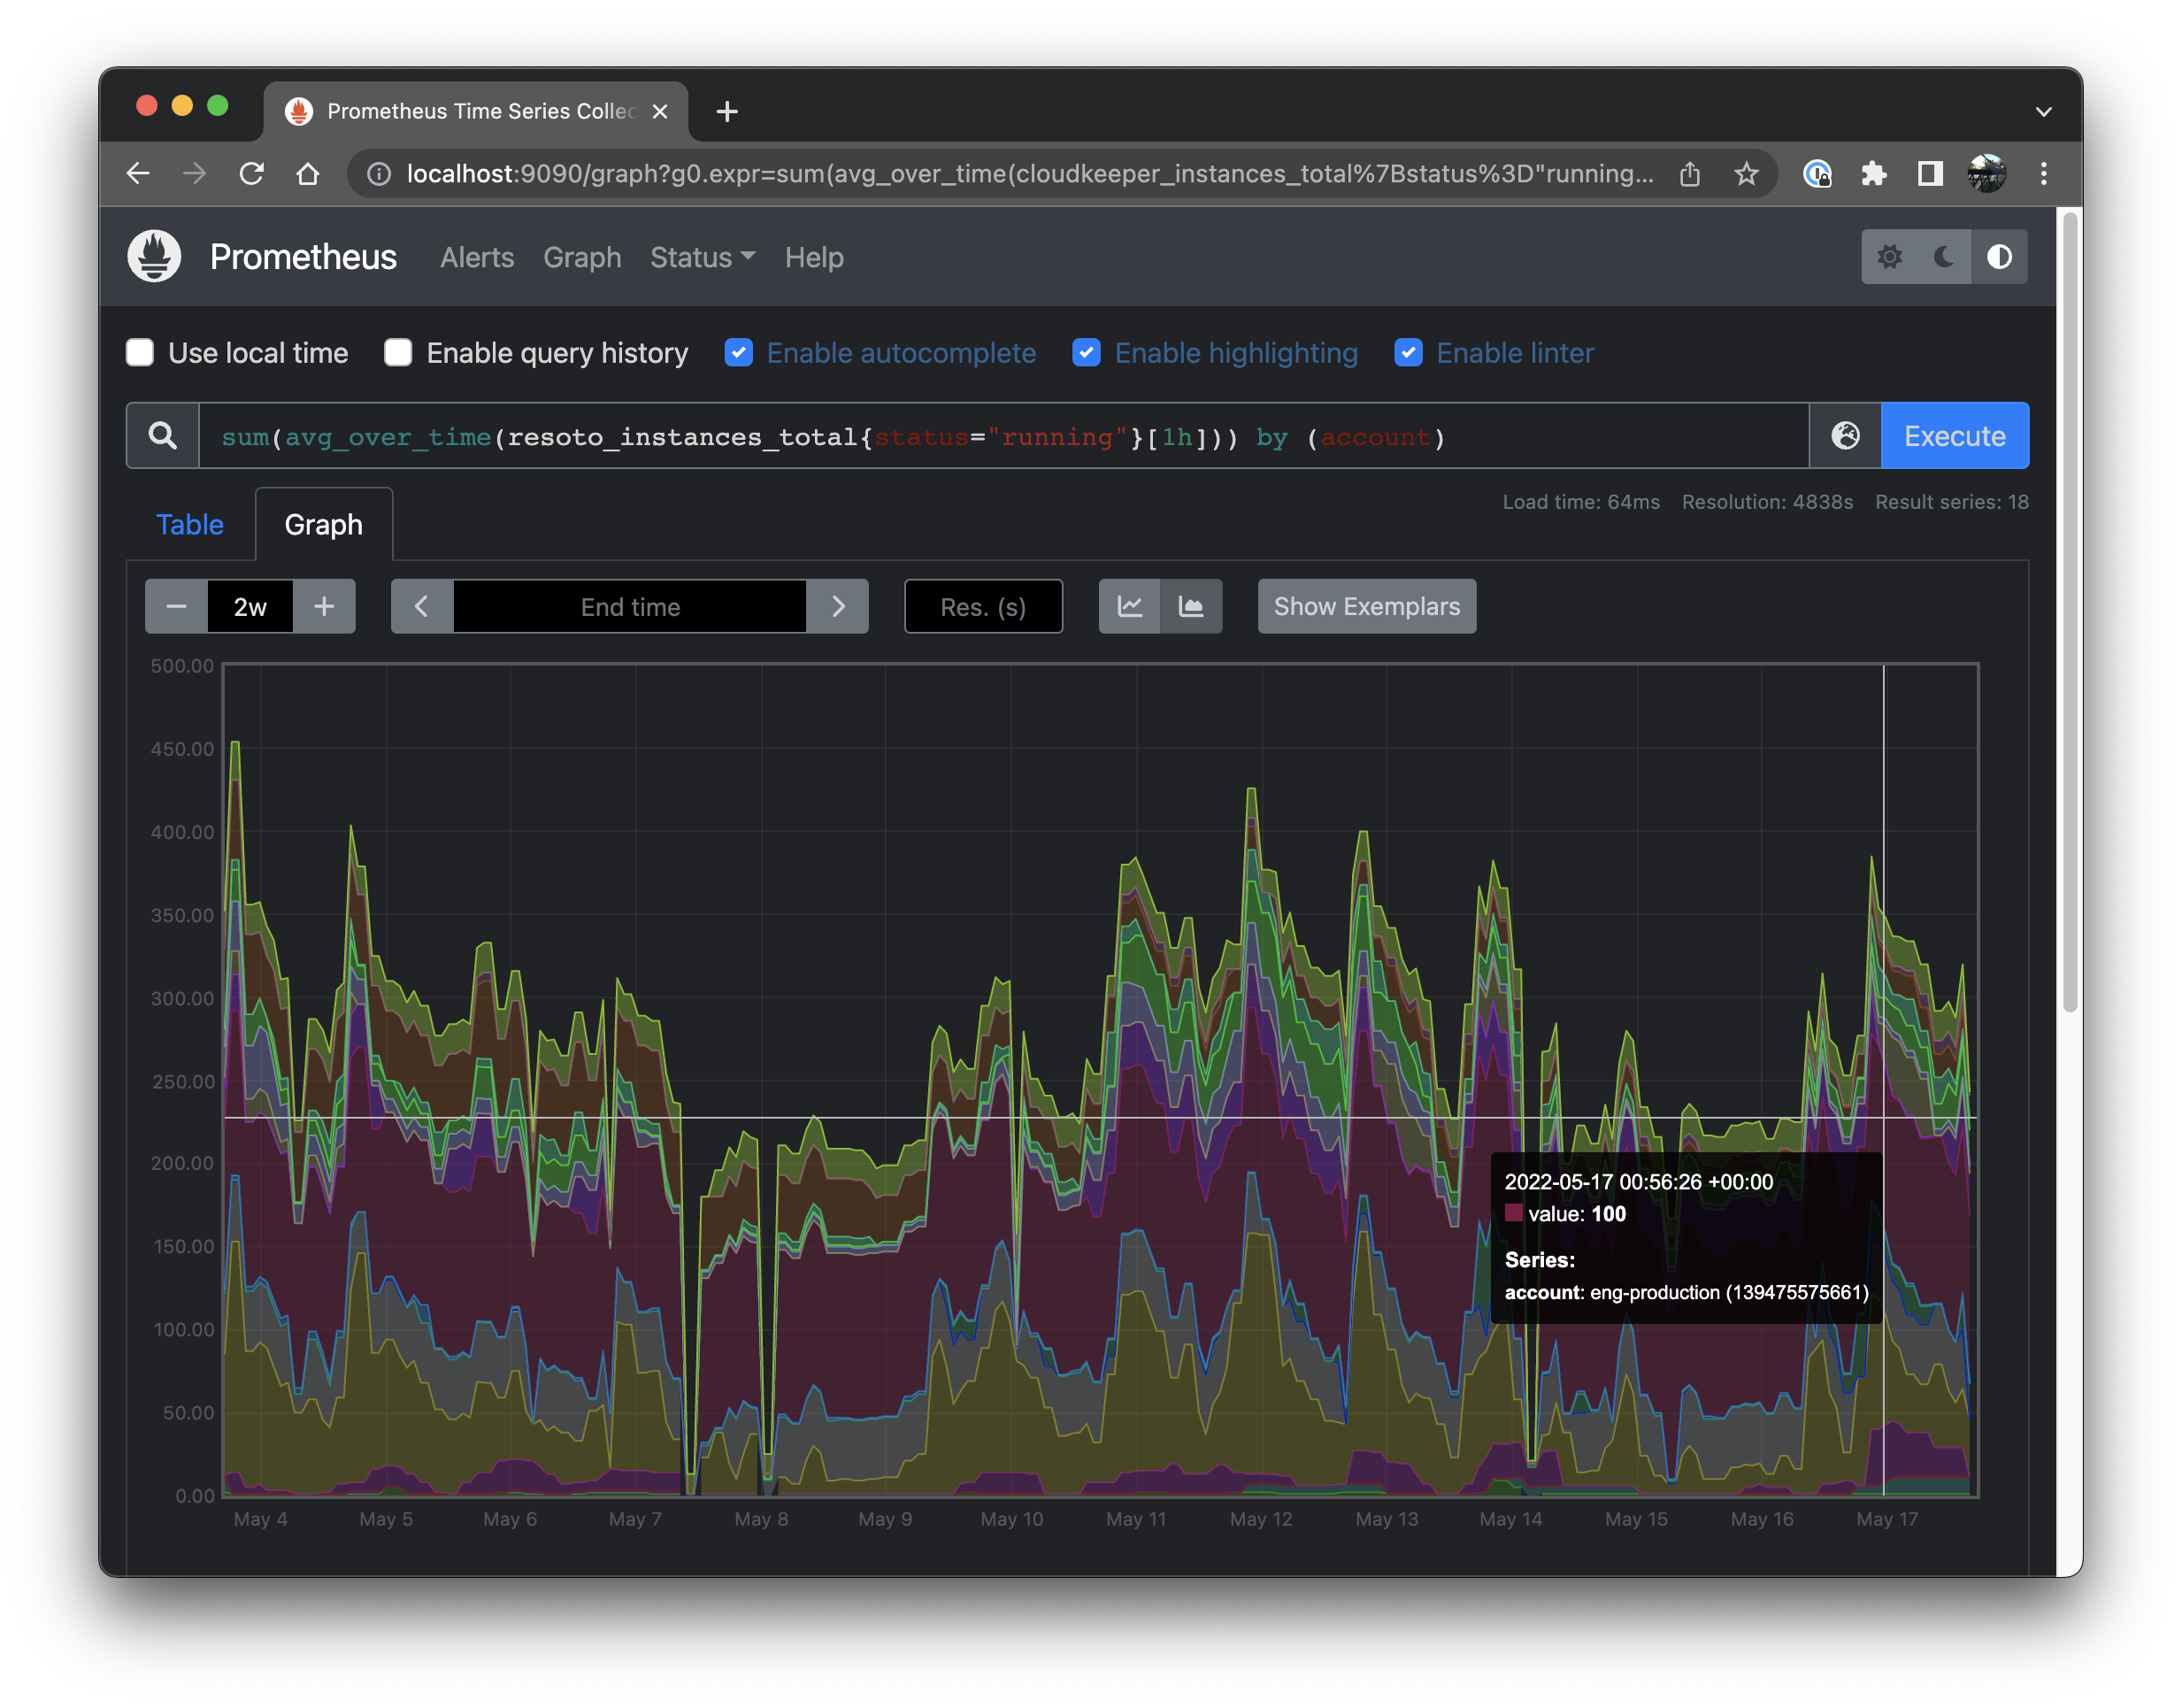 Prometheus Time Series Collec
localhost:9090/graph?g0.expr=sum(avg_over_time(cloudkeeper_instances_total%7Bstatus%3D"running...
Prometheus Alerts Graph Status Help
Use local time Enable query history Enable autocomplete Enable highlighting Enable linter
sum(avg_over_time(resoto_instances_total{status="running"}[1h])) by (account) Execute
Load time: 64ms Resolution: 4838s Result series: 18
Table Graph
2w End time Res. (s) Show Exemplars
500.00
450.00
400.00
350.00
300.00
250.00
200.00
150.00
100.00
50.00
0.00
2022-05-17 00:56:26 +00:00
value: 100
Series:
account: eng-production (139475575661)
May 4 May 5 May 6 May 7 May 8 May 9 May 10 May 11 May 12 May 13 May 14 May 15 May 16 May 17